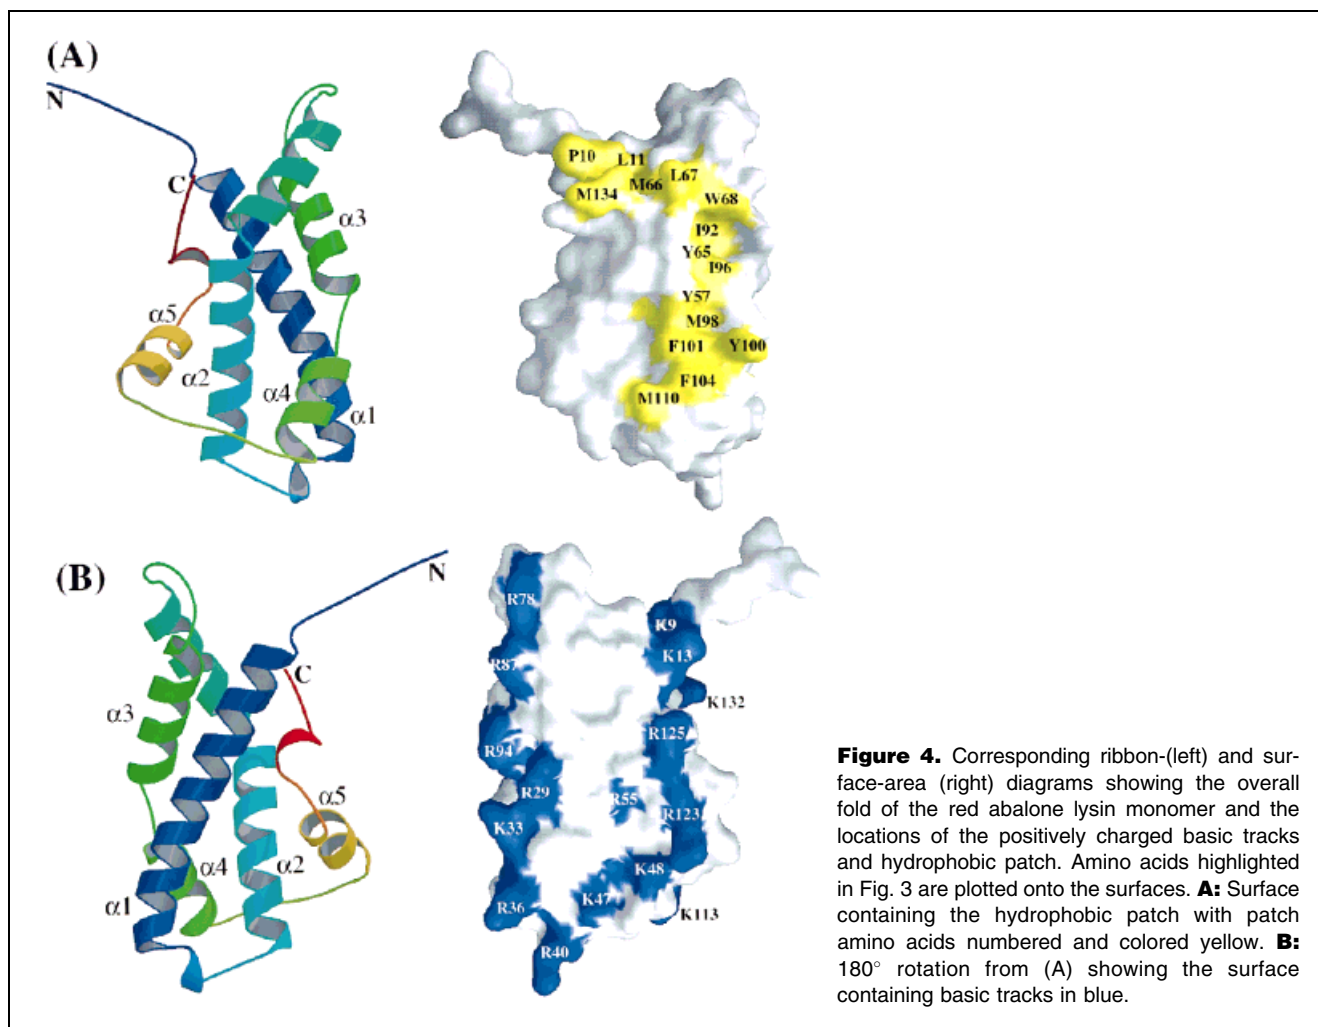 (A)
N
C
α3
α5
α2
α4
α1
P10
L11
L67
M66
M134
W68
I92
Y65
I96
Y57
M98
F101
Y100
F104
M110
(B)
N
C
α3
α5
α4
α2
α1
R78
K9
K13
R87
K132
R125
R94
R29
R55
R123
K33
K48
K47
R36
K113
R40
Figure 4. Corresponding ribbon-(left) and sur-
face-area (right) diagrams showing the overall
fold of the red abalone lysin monomer and the
locations of the positively charged basic tracks
and hydrophobic patch. Amino acids highlighted
in Fig. 3 are plotted onto the surfaces. A: Surface
containing the hydrophobic patch with patch
amino acids numbered and colored yellow. B:
180° rotation from (A) showing the surface
containing basic tracks in blue.